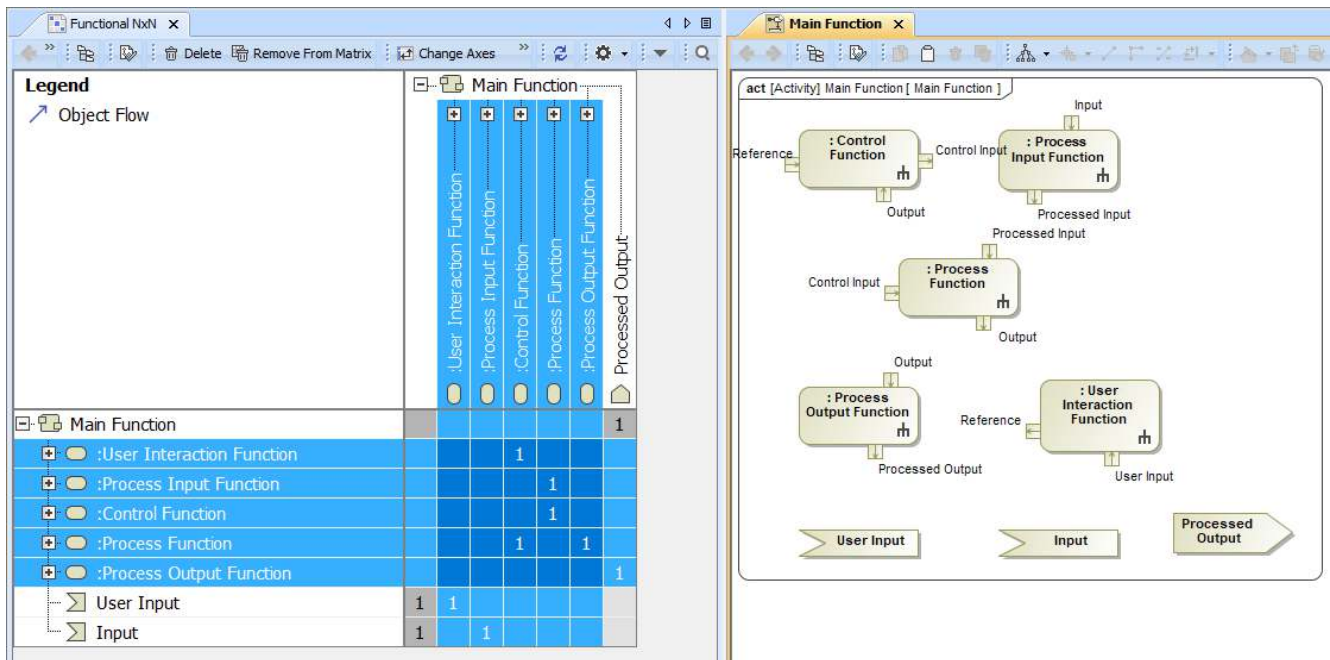 Functional NxN
Delete Remove From Matrix Change Axes
Legend
Object Flow
Main Function
:User Interaction Function
:Process Input Function
:Control Function
:Process Function
:Process Output Function
Processed Output
Main Function 1
:User Interaction Function 1
:Process Input Function 1
:Control Function 1
:Process Function 1 1
:Process Output Function 1
User Input 1 1
Input 1 1
Main Function
act [Activity] Main Function [ Main Function ]
Input
: Control
Function
Reference
Control Input
Output
: Process
Input Function
Processed Input
Processed Input
: Process
Function
Control Input
Output
Output
: Process
Output Function
Processed Output
: User
Interaction
Function
Reference
User Input
User Input
Input
Processed
Output